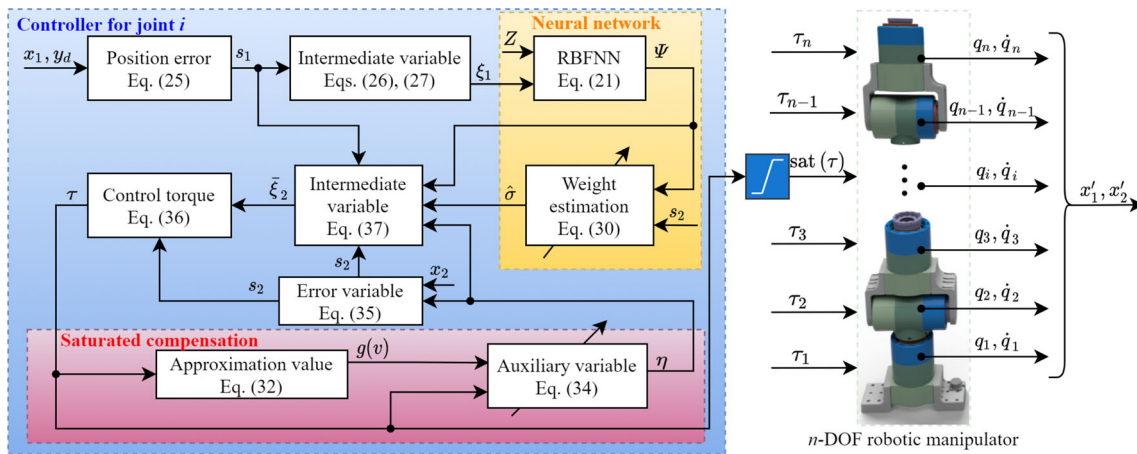 Controller for joint i
Neural network
x₁, y_d
Position error
Eq. (25)
s₁
Intermediate variable
Eqs. (26), (27)
ξ₁
Z
RBFNN
Eq. (21)
Ψ
τ
Control torque
Eq. (36)
ξ̄₂
Intermediate
variable
Eq. (37)
σ̂
Weight
estimation
Eq. (30)
s₂
s₂
s₂
x₂
Error variable
Eq. (35)
Saturated compensation
Approximation value
Eq. (32)
g(v)
Auxiliary variable
Eq. (34)
η
sat (τ)
τₙ
τₙ₋₁
τ₃
τ₂
τ₁
qₙ, q̇ₙ
qₙ₋₁, q̇ₙ₋₁
qᵢ, q̇ᵢ
q₃, q̇₃
q₂, q̇₂
q₁, q̇₁
x′₁, x′₂
n-DOF robotic manipulator